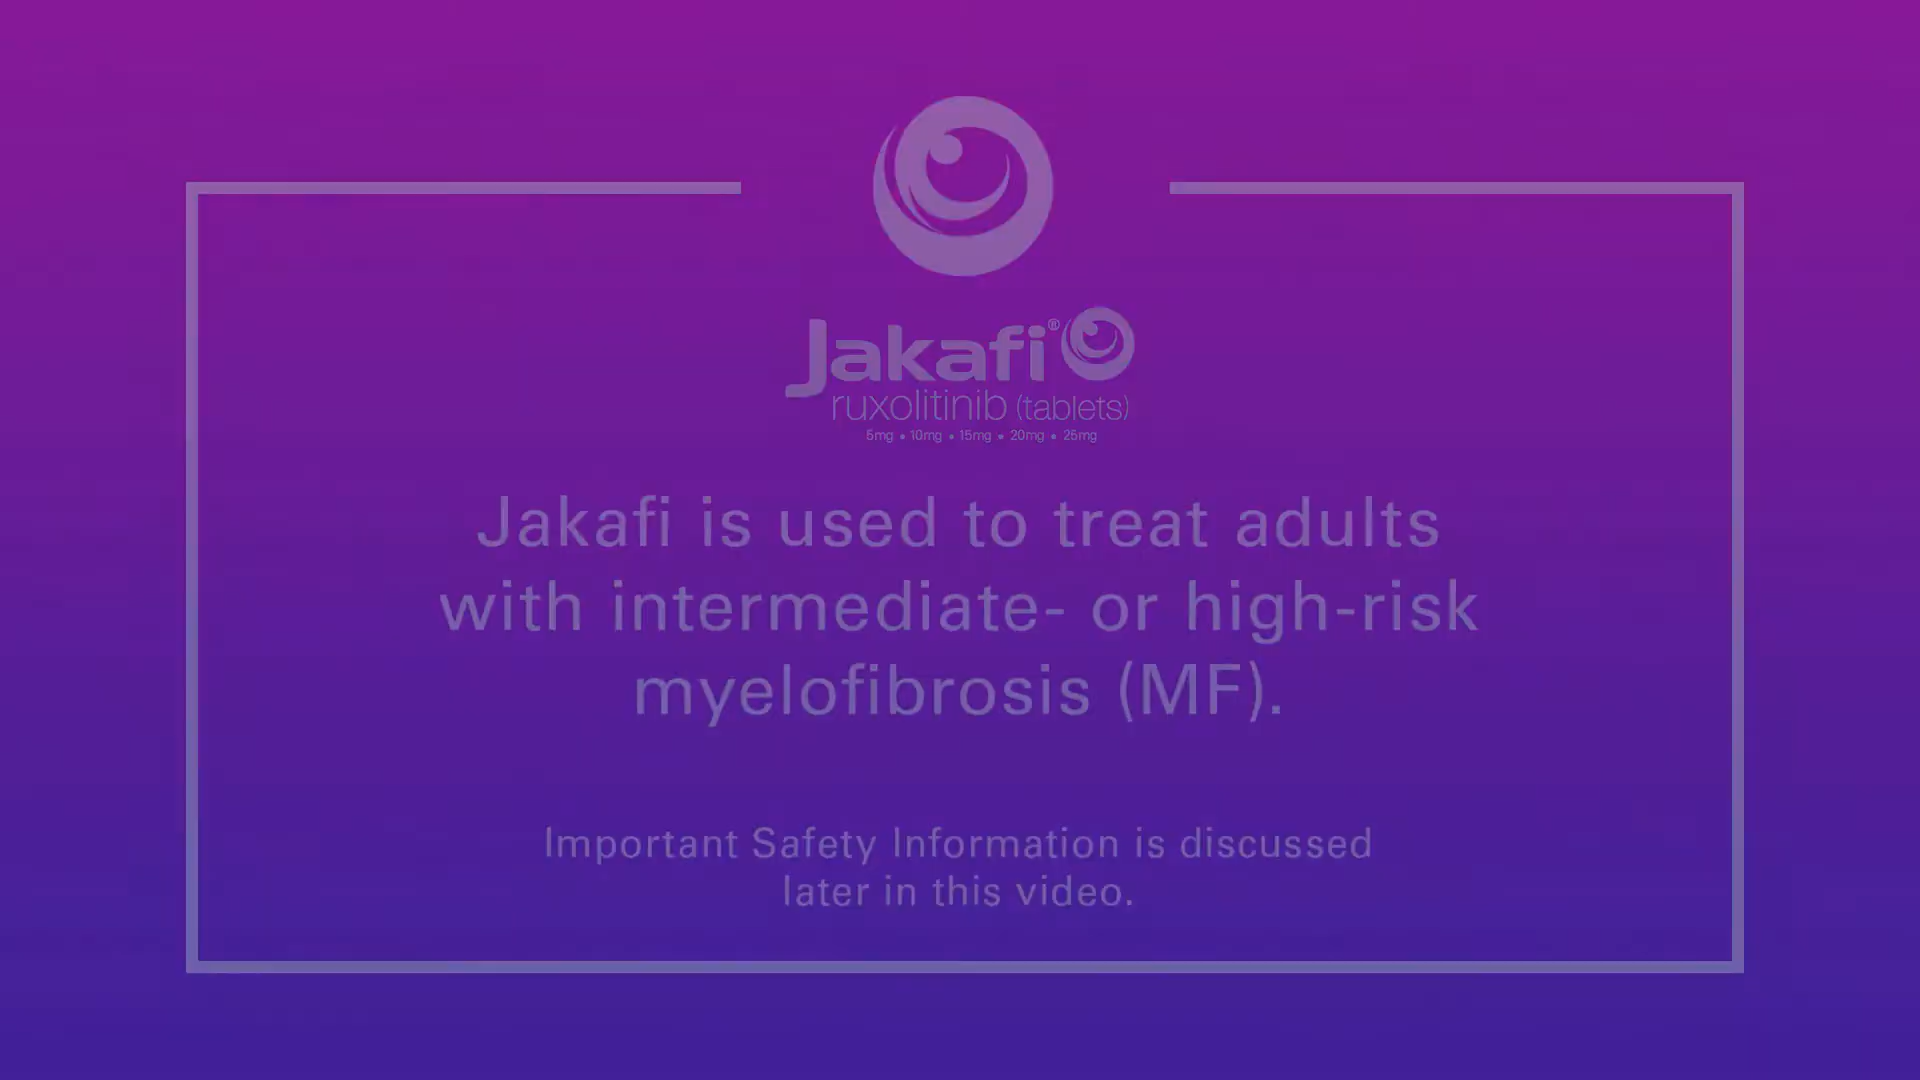 Jakafi®
ruxolitinib (tablets)
5mg • 10mg • 15mg • 20mg • 25mg
Jakafi is used to treat adults
with intermediate- or high-risk
myelofibrosis (MF).
Important Safety Information is discussed
later in this video.